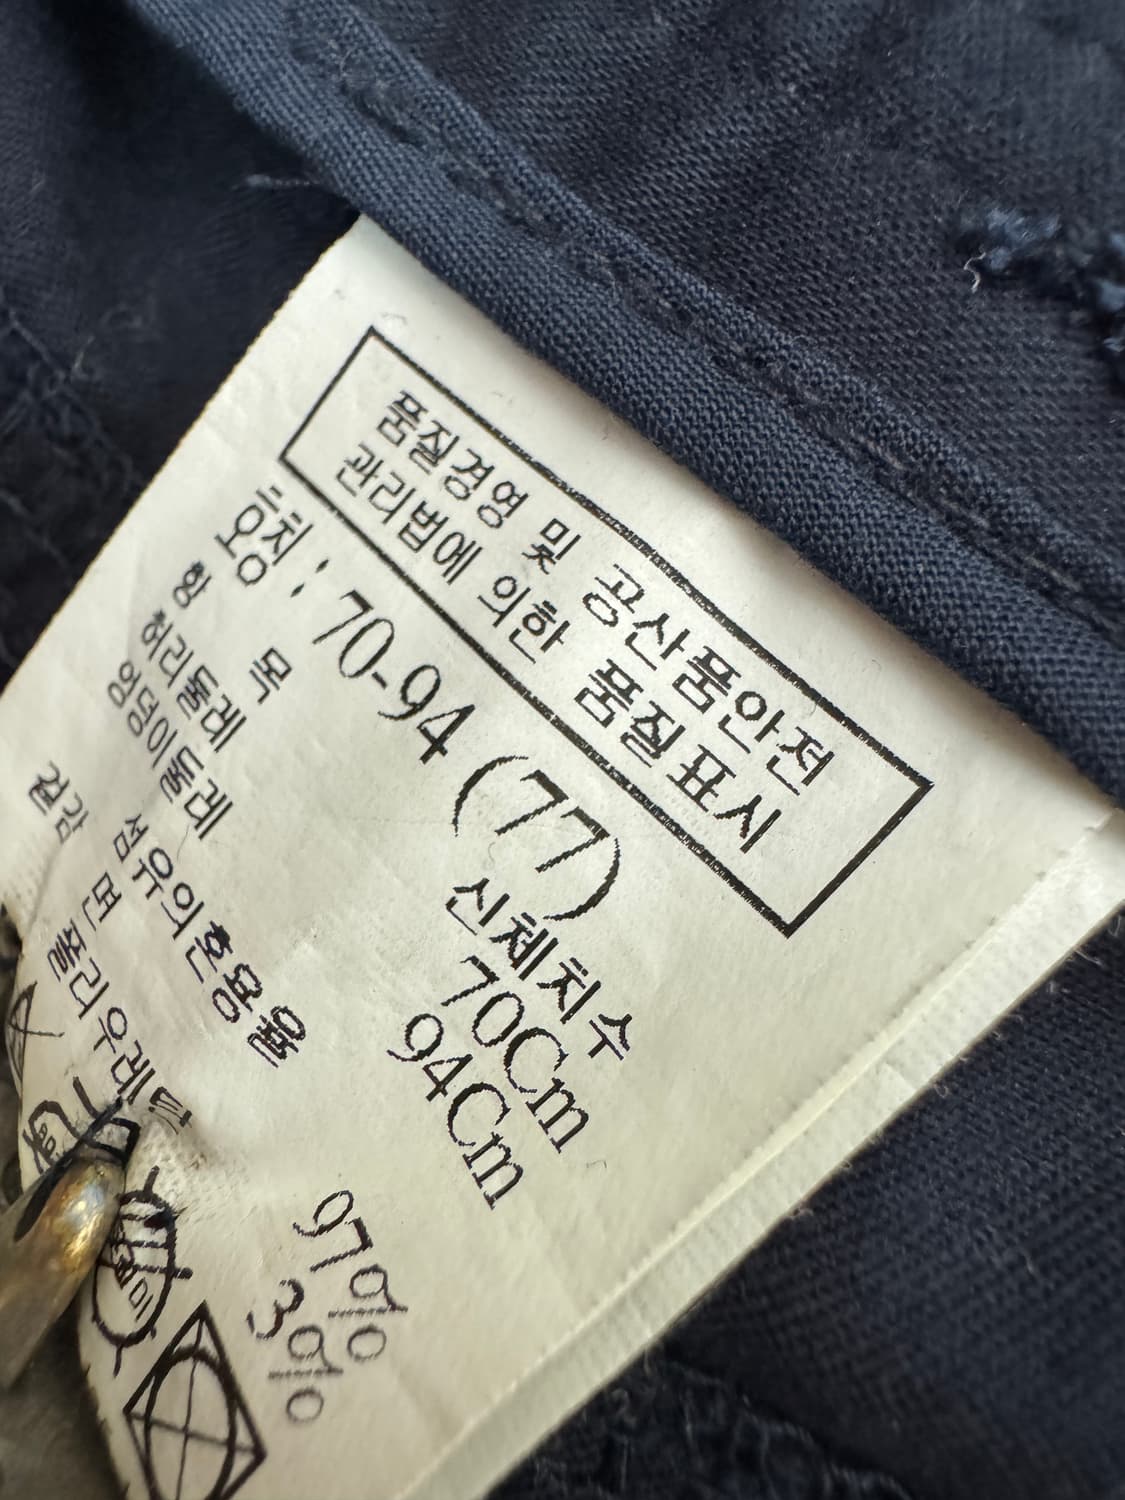 품질경영 및 공산품안전
관리법에 의한 품질표시
호칭 : 70-94 (77)
항 목 신체치수
허리둘레 70Cm
엉덩이둘레 94Cm
섬유의혼용율
겉감 면 97%
폴리우레탄 3%